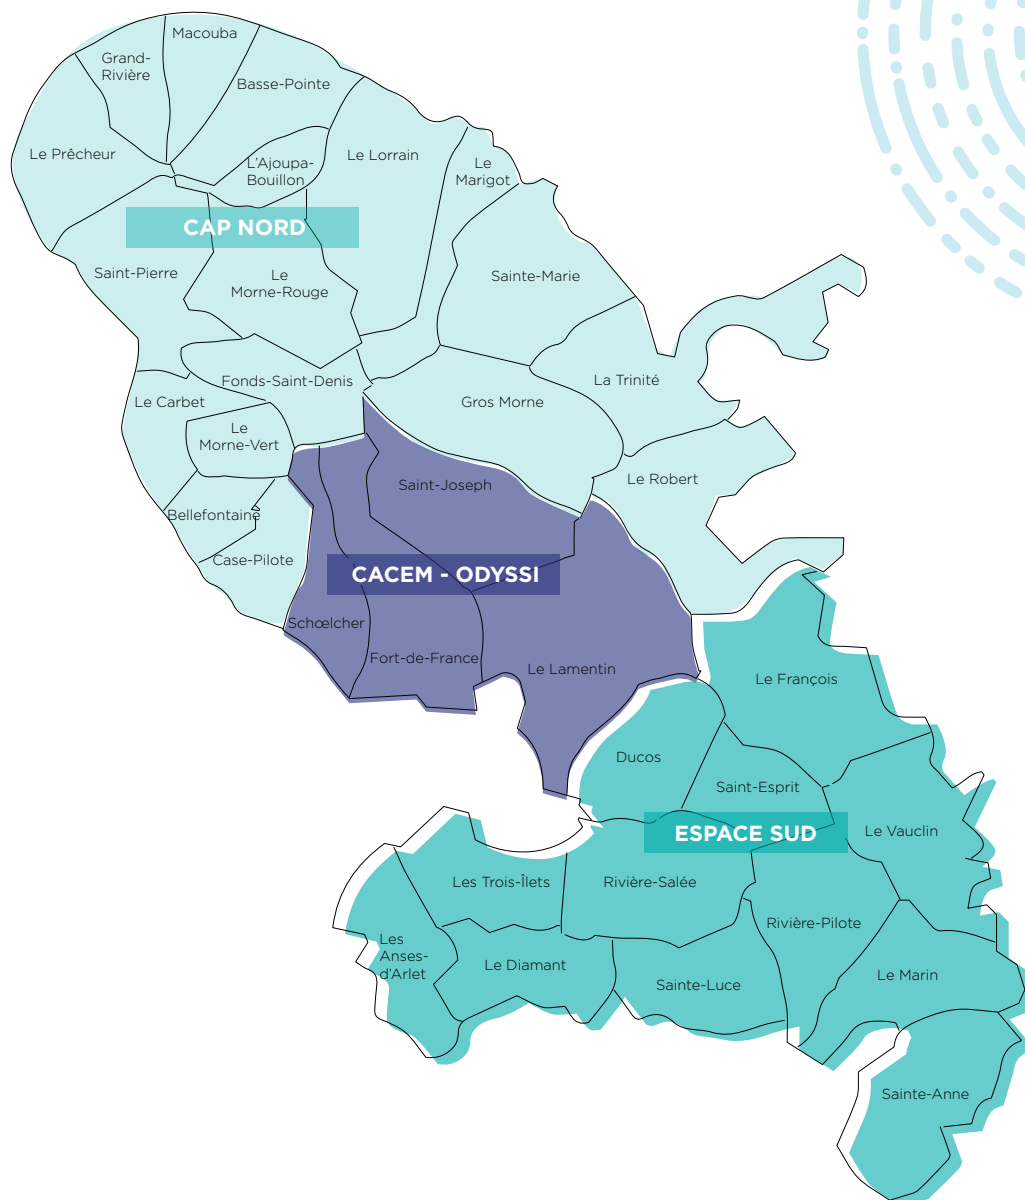 Macouba
Grand-
Rivière
Basse-Pointe
Le Prêcheur
L'Ajoupa-
Bouillon
Le Lorrain
Le
Marigot
CAP NORD
Saint-Pierre
Le
Morne-Rouge
Sainte-Marie
Fonds-Saint-Denis
La Trinité
Le Carbet
Gros Morne
Le
Morne-Vert
Saint-Joseph
Le Robert
Bellefontaine
Case-Pilote
CACEM - ODYSSI
Schœlcher
Fort-de-France
Le Lamentin
Le François
Ducos
Saint-Esprit
ESPACE SUD
Le Vauclin
Les Trois-Îlets
Rivière-Salée
Rivière-Pilote
Les
Anses-
d'Arlet
Le Diamant
Sainte-Luce
Le Marin
Sainte-Anne